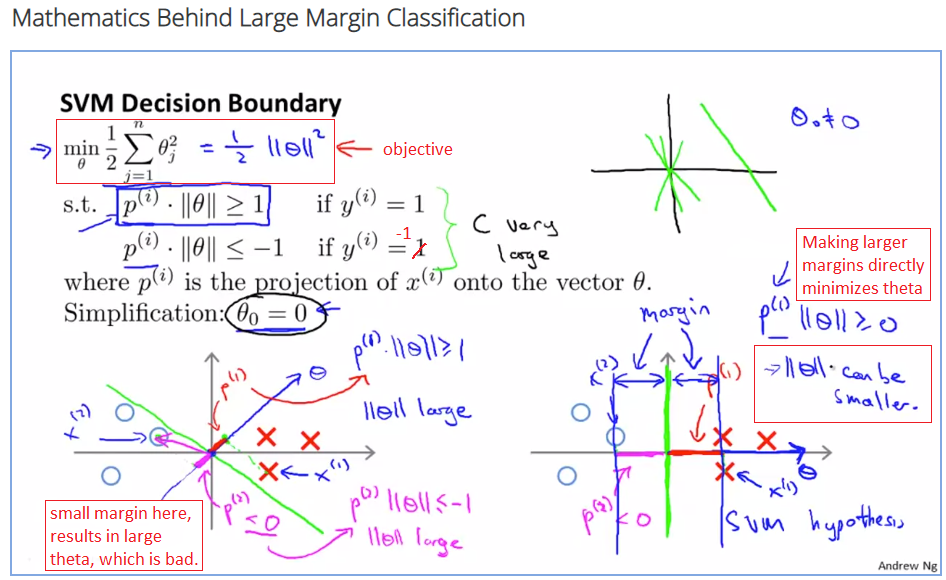 Mathematics Behind Large Margin Classification
SVM Decision Boundary
min_θ 1/2 Σ_{j=1}^{n} θ_j^2 = 1/2 ||θ||^2 ← objective
s.t. p^(i) · ||θ|| ≥ 1 if y^(i) = 1
p^(i) · ||θ|| ≤ −1 if y^(i) = 1 -1
C very
large
where p^(i) is the projection of x^(i) onto the vector θ.
Simplification: θ_0 = 0
θ_0 ≠ 0
Making larger
margins directly
minimizes theta
p^(1) ||θ|| ≥ 0
→ ||θ|| can be
smaller.
p^(1) · ||θ|| ≥ 1
θ
p^(1)
||θ|| large
x^(2)
x^(1)
p^(2) ||θ|| ≤ -1
p^(2)
≤ 0
||θ|| large
small margin here,
results in large
theta, which is bad.
margin
x^(2)
p^(1)
θ
x^(1)
p^(2) < 0
SVM hypothesis
Andrew Ng